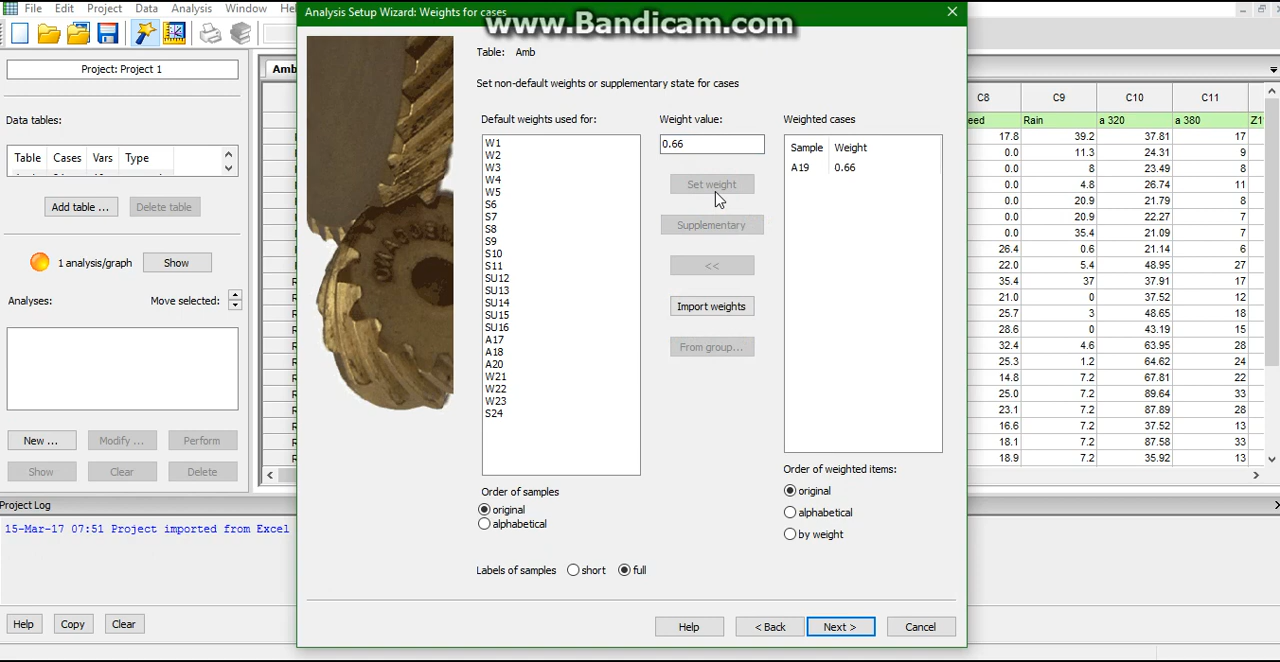 File Edit Project Data Analysis Window He
Analysis Setup Wizard: Weights for cases
www.Bandicam.com
Project: Project 1
Data tables:
Table Cases Vars Type
Add table ... Delete table
1 analysis/graph Show
Analyses: Move selected:
New ... Modify ... Perform
Show Clear Delete
Project Log
15-Mar-17 07:51 Project imported from Excel
Help Copy Clear
Amb
Table: Amb
Set non-default weights or supplementary state for cases
Default weights used for:
W1
W2
W3
W4
W5
S6
S7
S8
S9
S10
S11
SU12
SU13
SU14
SU15
SU16
A17
A18
A20
W21
W22
W23
S24
Order of samples
original
alphabetical
Labels of samples short full
Weight value:
0.66
Set weight
Supplementary
<<
Import weights
From group...
Weighted cases
Sample Weight
A19 0.66
Order of weighted items:
original
alphabetical
by weight
Help < Back Next > Cancel
C8 C9 C10 C11
eed Rain a 320 a 380 Z1
17.8 39.2 37.81 17
0.0 11.3 24.31 9
0.0 8 23.49 8
0.0 4.8 26.74 11
0.0 20.9 21.79 8
0.0 20.9 22.27 7
0.0 35.4 21.09 7
26.4 0.6 21.14 6
22.0 5.4 48.95 27
35.4 37 37.91 17
21.0 0 37.52 12
25.7 3 48.65 18
28.6 0 43.19 15
32.4 4.6 63.95 28
25.3 1.2 64.62 24
14.8 7.2 67.81 22
25.0 7.2 89.64 33
23.1 7.2 87.89 28
16.6 7.2 37.52 13
18.1 7.2 87.58 33
18.9 7.2 35.92 13